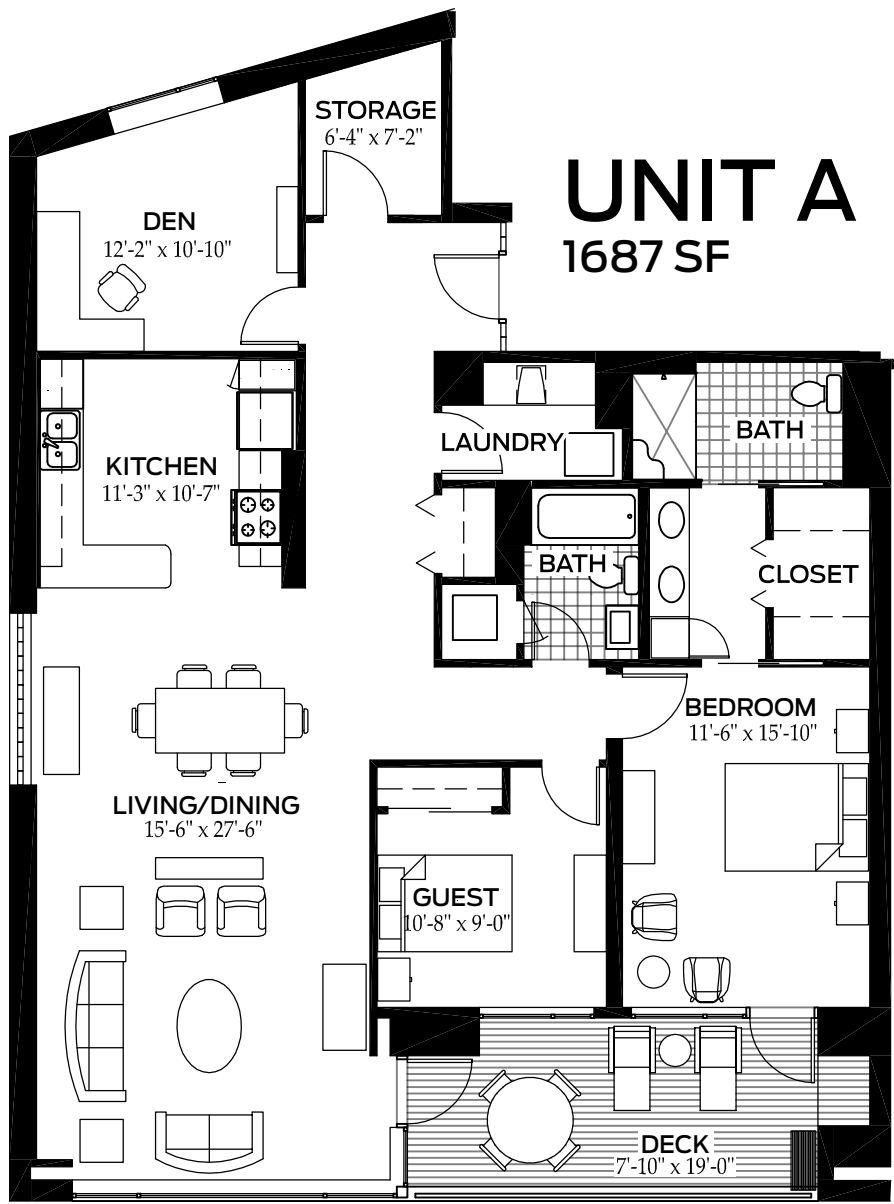 STORAGE
6'-4" x 7'-2"
UNIT A
1687 SF
DEN
12'-2" x 10'-10"
LAUNDRY
BATH
KITCHEN
11'-3" x 10'-7"
BATH
CLOSET
BEDROOM
11'-6" x 15'-10"
LIVING/DINING
15'-6" x 27'-6"
GUEST
10'-8" x 9'-0"
DECK
7'-10" x 19'-0"